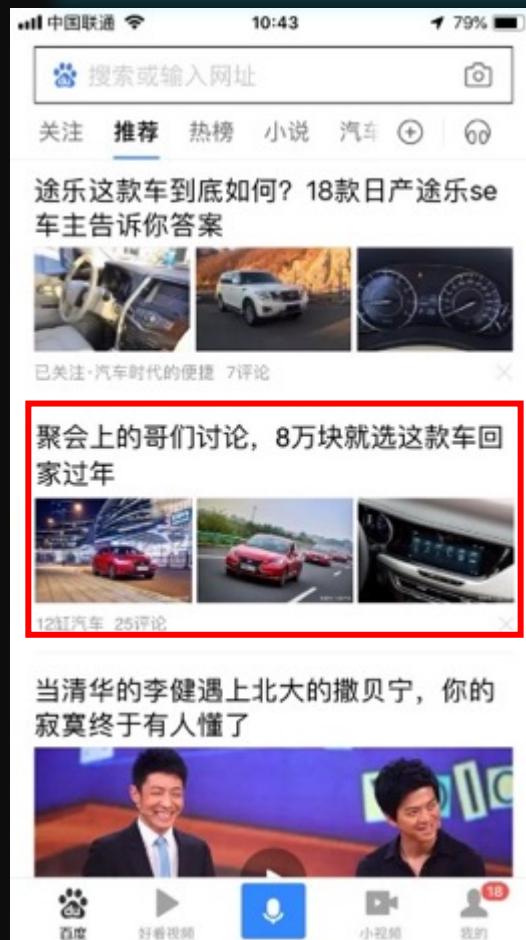 中国联通
10:43
79%
搜索或输入网址
关注 推荐 热榜 小说 汽车
途乐这款车到底如何？18款日产途乐se
车主告诉你答案
已关注·汽车时代的便捷 7评论
聚会上的哥们讨论，8万块就选这款车回
家过年
12缸汽车 25评论
当清华的李健遇上北大的撒贝宁，你的
寂寞终于有人懂了
18
百度 好看视频 小视频 我的